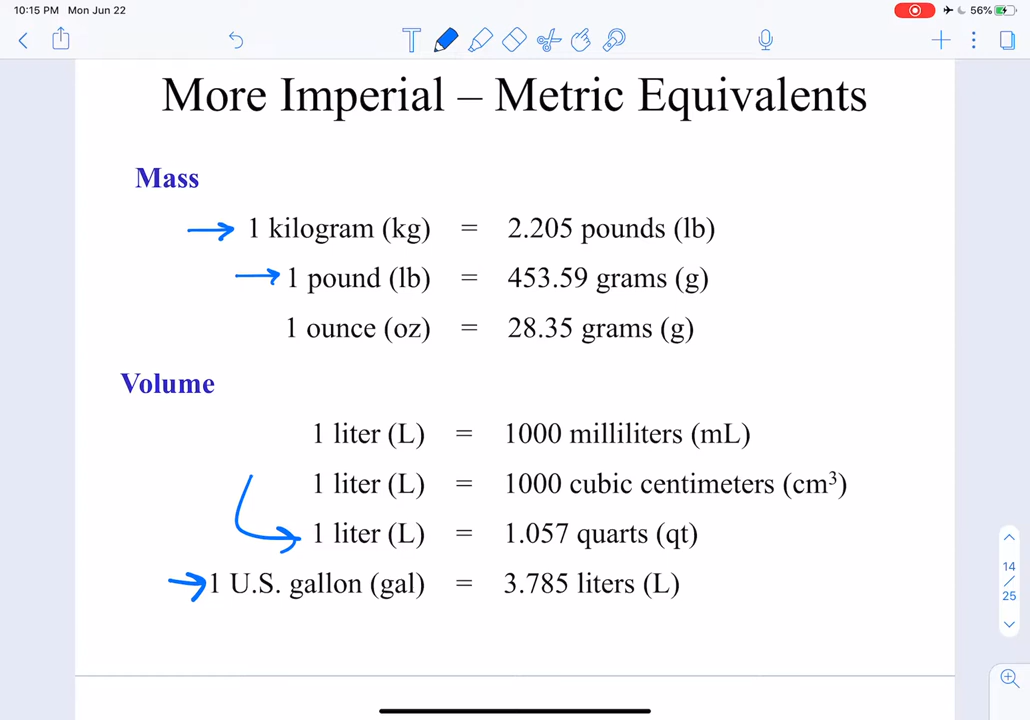 10:15 PM Mon Jun 22
56%
T
More Imperial – Metric Equivalents
Mass
1 kilogram (kg) = 2.205 pounds (lb)
1 pound (lb) = 453.59 grams (g)
1 ounce (oz) = 28.35 grams (g)
Volume
1 liter (L) = 1000 milliliters (mL)
1 liter (L) = 1000 cubic centimeters (cm³)
1 liter (L) = 1.057 quarts (qt)
1 U.S. gallon (gal) = 3.785 liters (L)
14
/
25